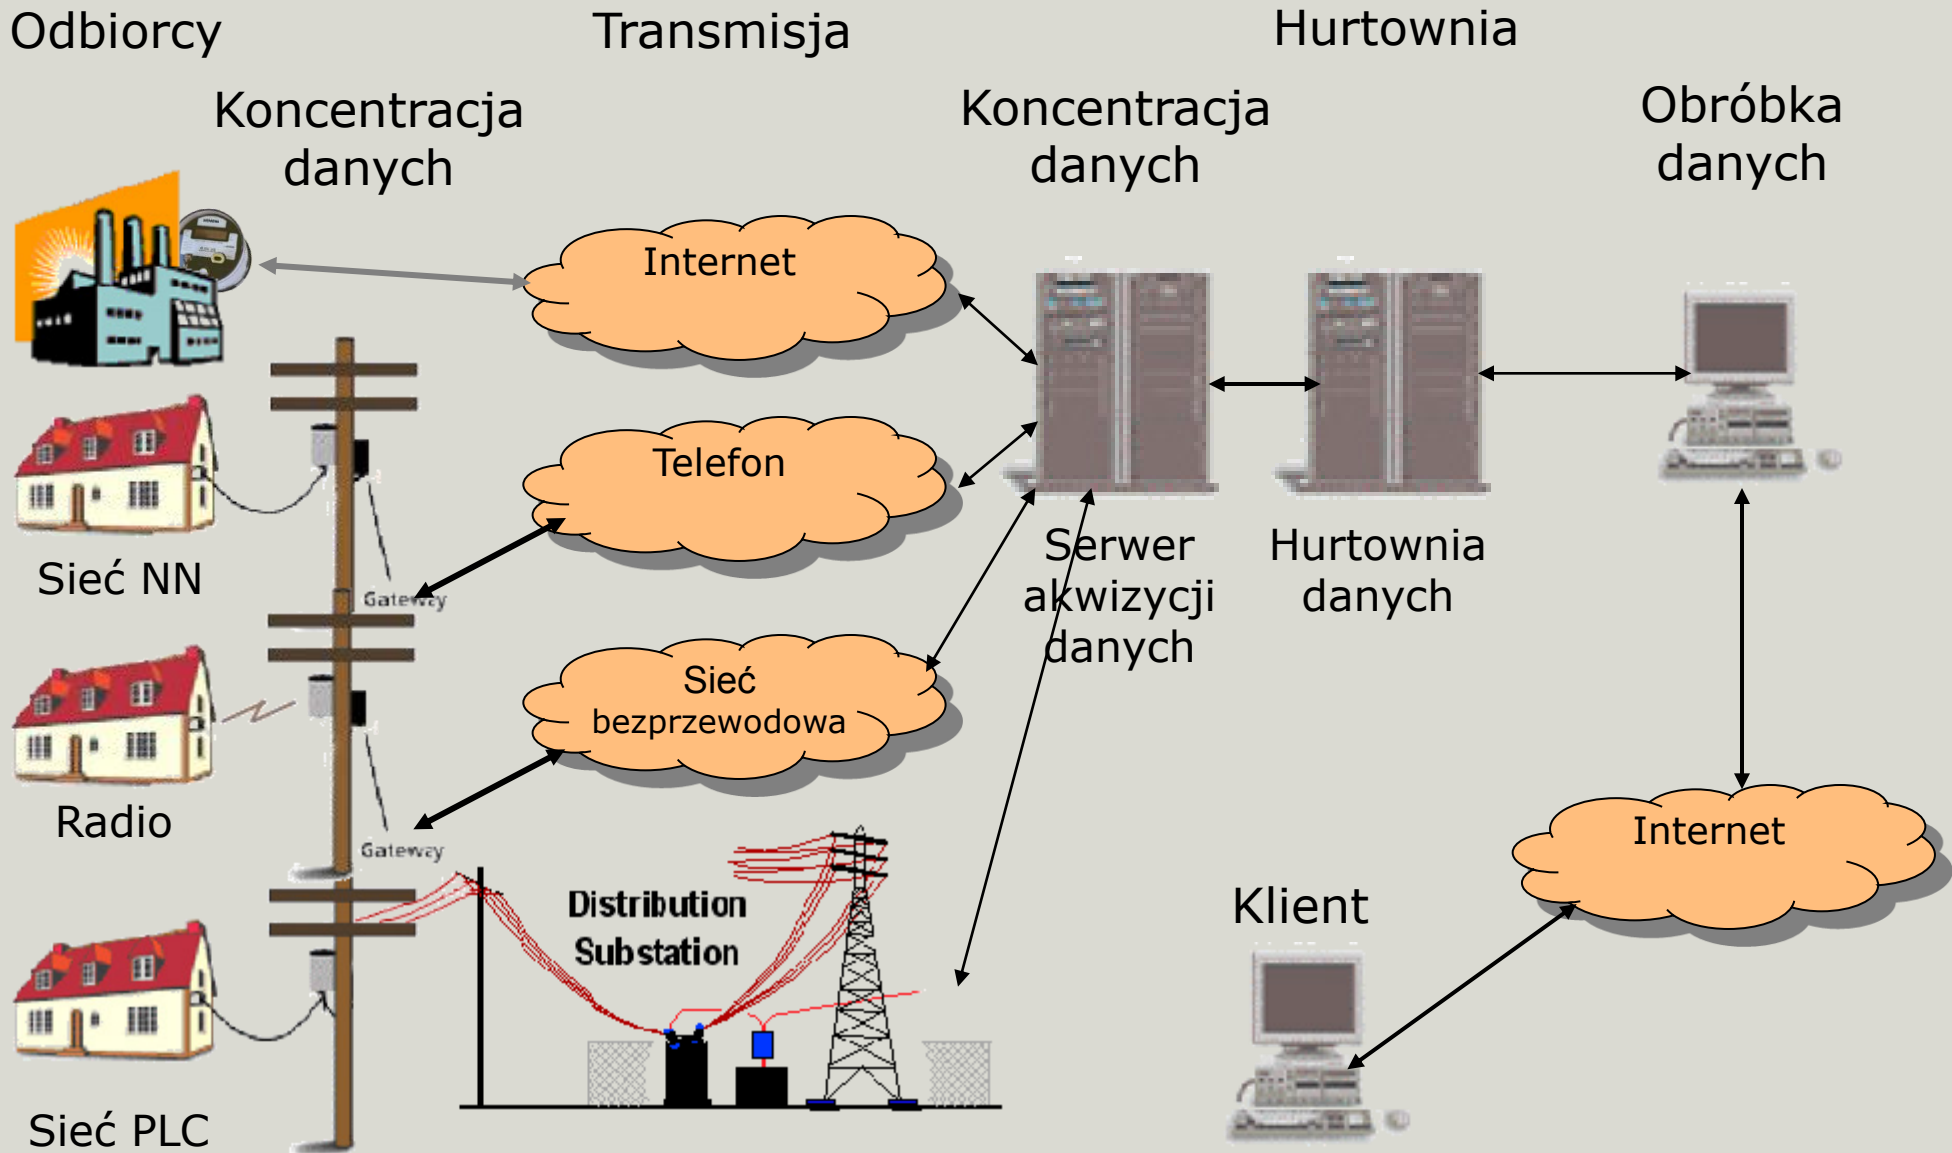 Odbiorcy
Transmisja
Hurtownia
Koncentracja
danych
Koncentracja
danych
Obróbka
danych
Internet
Telefon
Serwer
akwizycji
danych
Hurtownia
danych
Sieć NN
Gateway
Sieć
bezprzewodowa
Radio
Gateway
Internet
Distribution
Substation
Klient
Sieć PLC